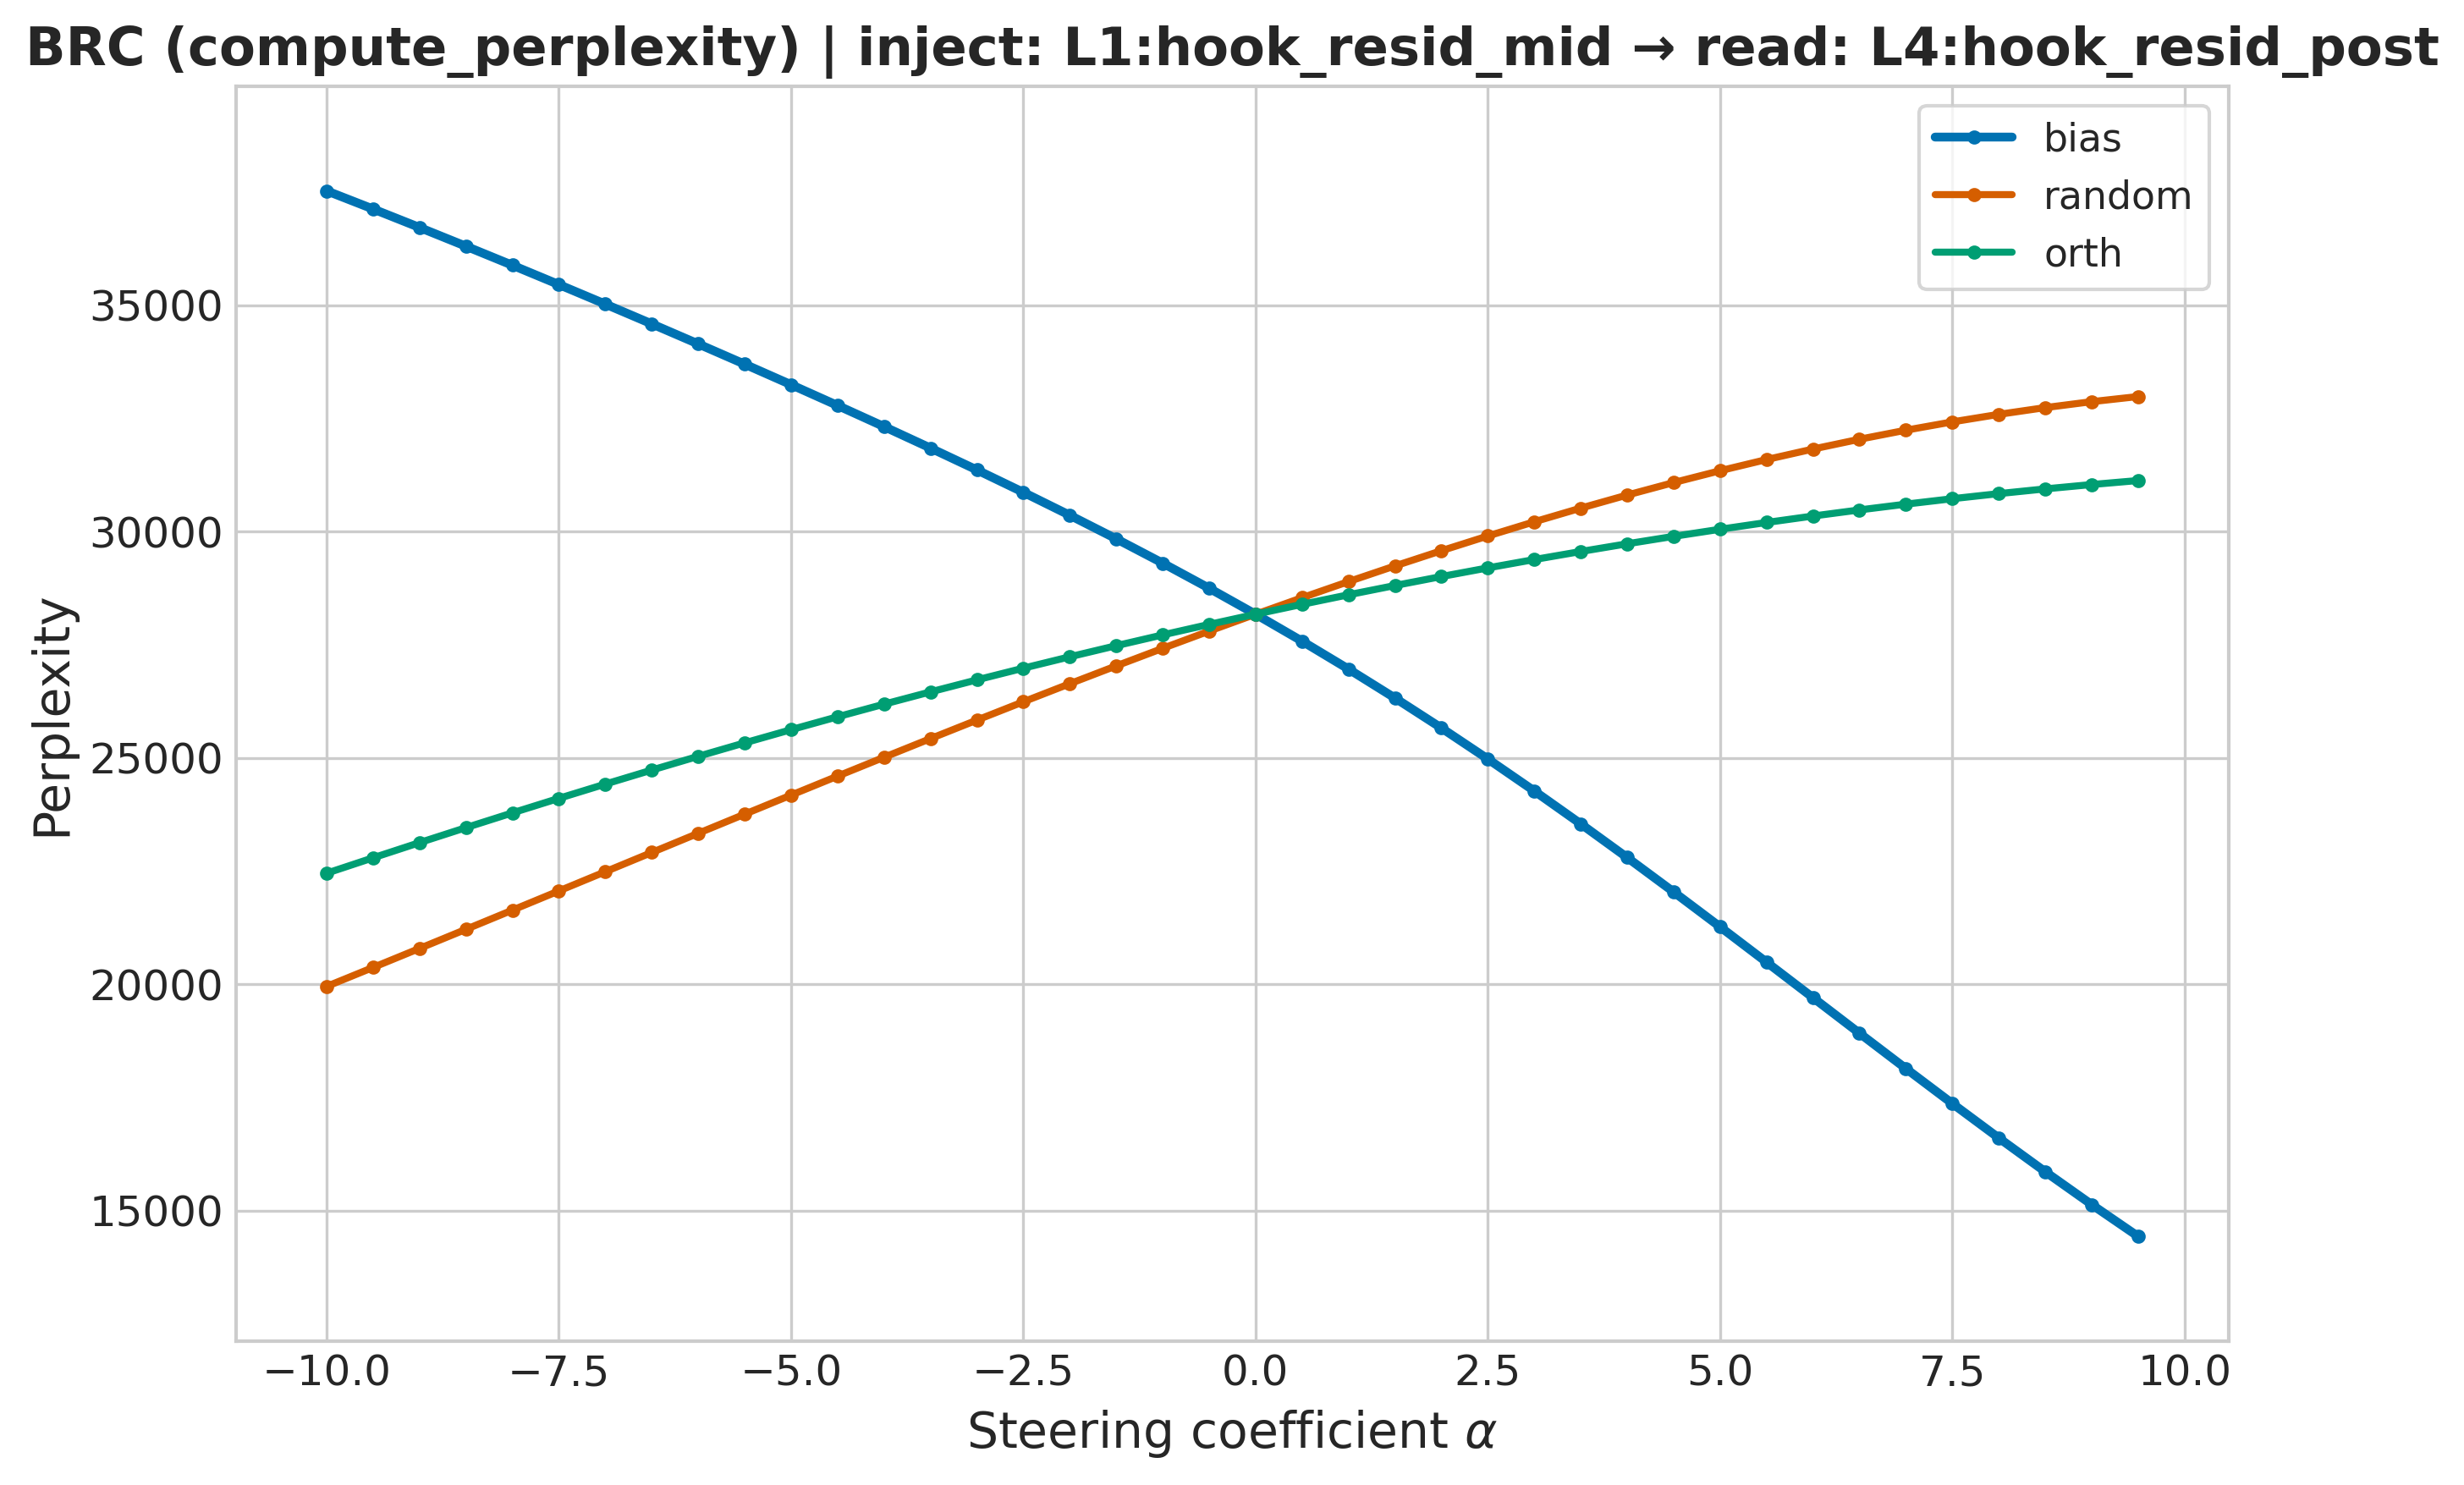 BRC (compute_perplexity) | inject: L1:hook_resid_mid → read: L4:hook_resid_post
bias
random
orth
35000
30000
25000
20000
15000
Perplexity
−10.0
−7.5
−5.0
−2.5
0.0
2.5
5.0
7.5
10.0
Steering coefficient α